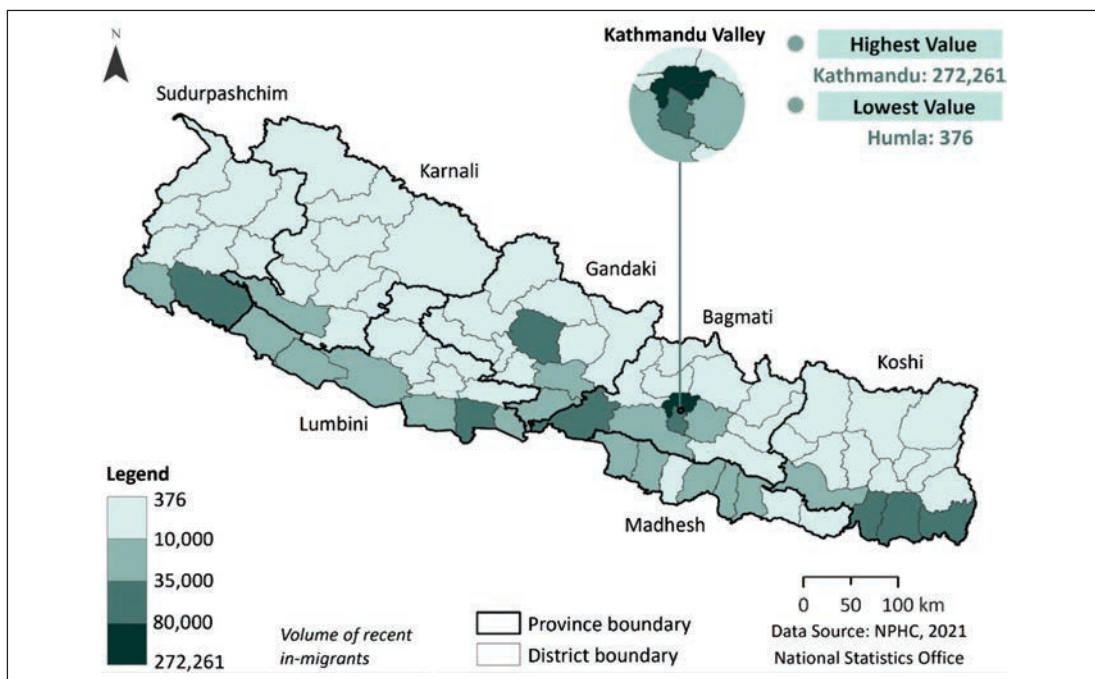 N
Kathmandu Valley
Highest Value
Kathmandu: 272,261
Lowest Value
Humla: 376
Sudurpashchim
Karnali
Gandaki
Bagmati
Koshi
Lumbini
Madhesh
Legend
376
10,000
35,000
80,000
272,261
Volume of recent
in-migrants
Province boundary
District boundary
0 50 100 km
Data Source: NPHC, 2021
National Statistics Office